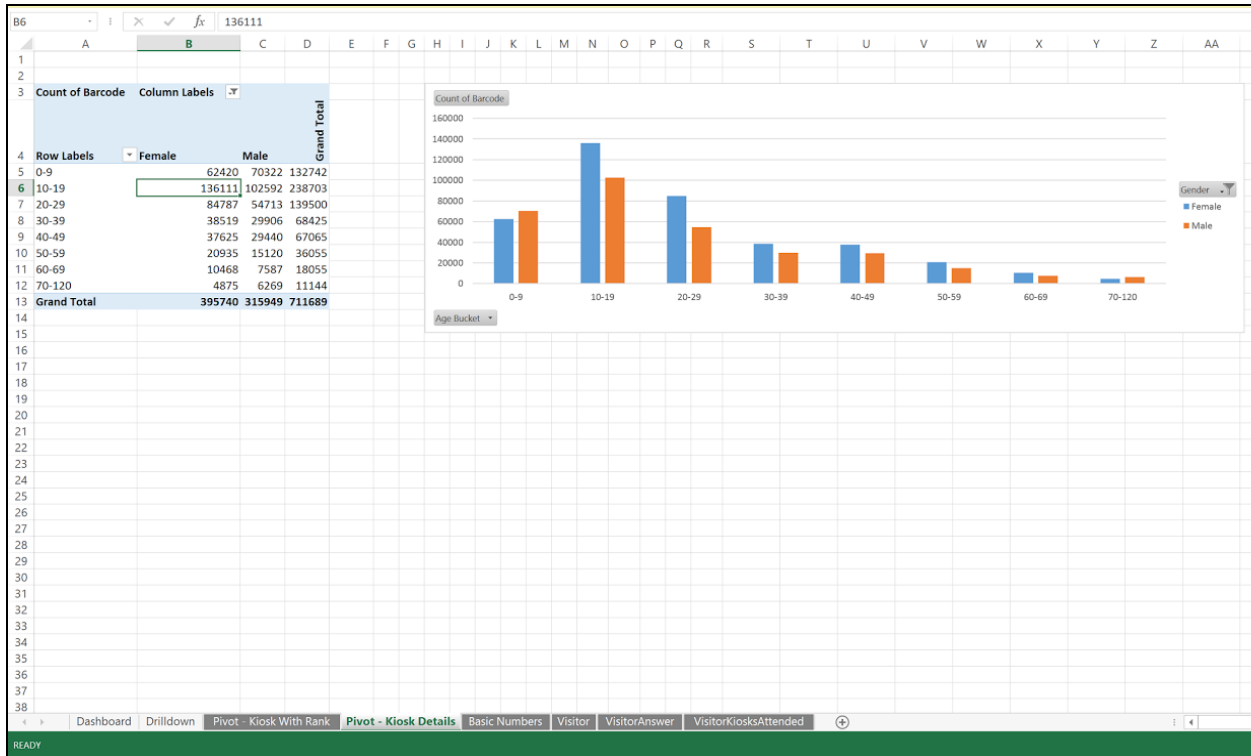 B6 fx 136111
A B C D E F G H I J K L M N O P Q R S T U V W X Y Z AA
1
2
3 Count of Barcode Column Labels
Grand Total
4 Row Labels Female Male
5 0-9 62420 70322 132742
6 10-19 136111 102592 238703
7 20-29 84787 54713 139500
8 30-39 38519 29906 68425
9 40-49 37625 29440 67065
10 50-59 20935 15120 36055
11 60-69 10468 7587 18055
12 70-120 4875 6269 11144
13 Grand Total 395740 315949 711689
14
15
16
17
18
19
20
21
22
23
24
25
26
27
28
29
30
31
32
33
34
35
36
37
38
Count of Barcode
160000
140000
120000
100000
80000
60000
40000
20000
0
0-9 10-19 20-29 30-39 40-49 50-59 60-69 70-120
Age Bucket
Gender
Female
Male
Dashboard Drilldown Pivot - Kiosk With Rank Pivot - Kiosk Details Basic Numbers Visitor VisitorAnswer VisitorKiosksAttended
READY